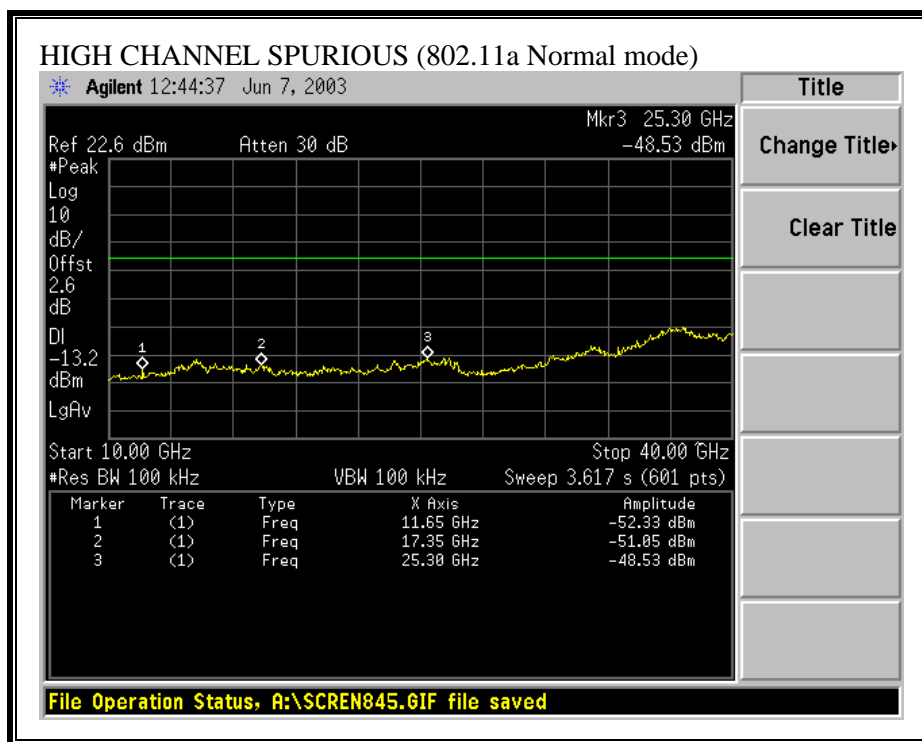 HIGH CHANNEL SPURIOUS (802.11a Normal mode)
Agilent 12:44:37 Jun 7, 2003
Title
Mkr3 25.30 GHz
Ref 22.6 dBm Atten 30 dB -48.53 dBm
Change Title
#Peak
Log
10
dB/
Clear Title
Offst
2.6
dB
DI
-13.2
dBm
LgAv
1
2
3
Start 10.00 GHz Stop 40.00 GHz
#Res BW 100 kHz VBW 100 kHz Sweep 3.617 s (601 pts)
Marker Trace Type X Axis Amplitude
1 (1) Freq 11.65 GHz -52.33 dBm
2 (1) Freq 17.35 GHz -51.05 dBm
3 (1) Freq 25.30 GHz -48.53 dBm
File Operation Status, A:\SCREN845.GIF file saved